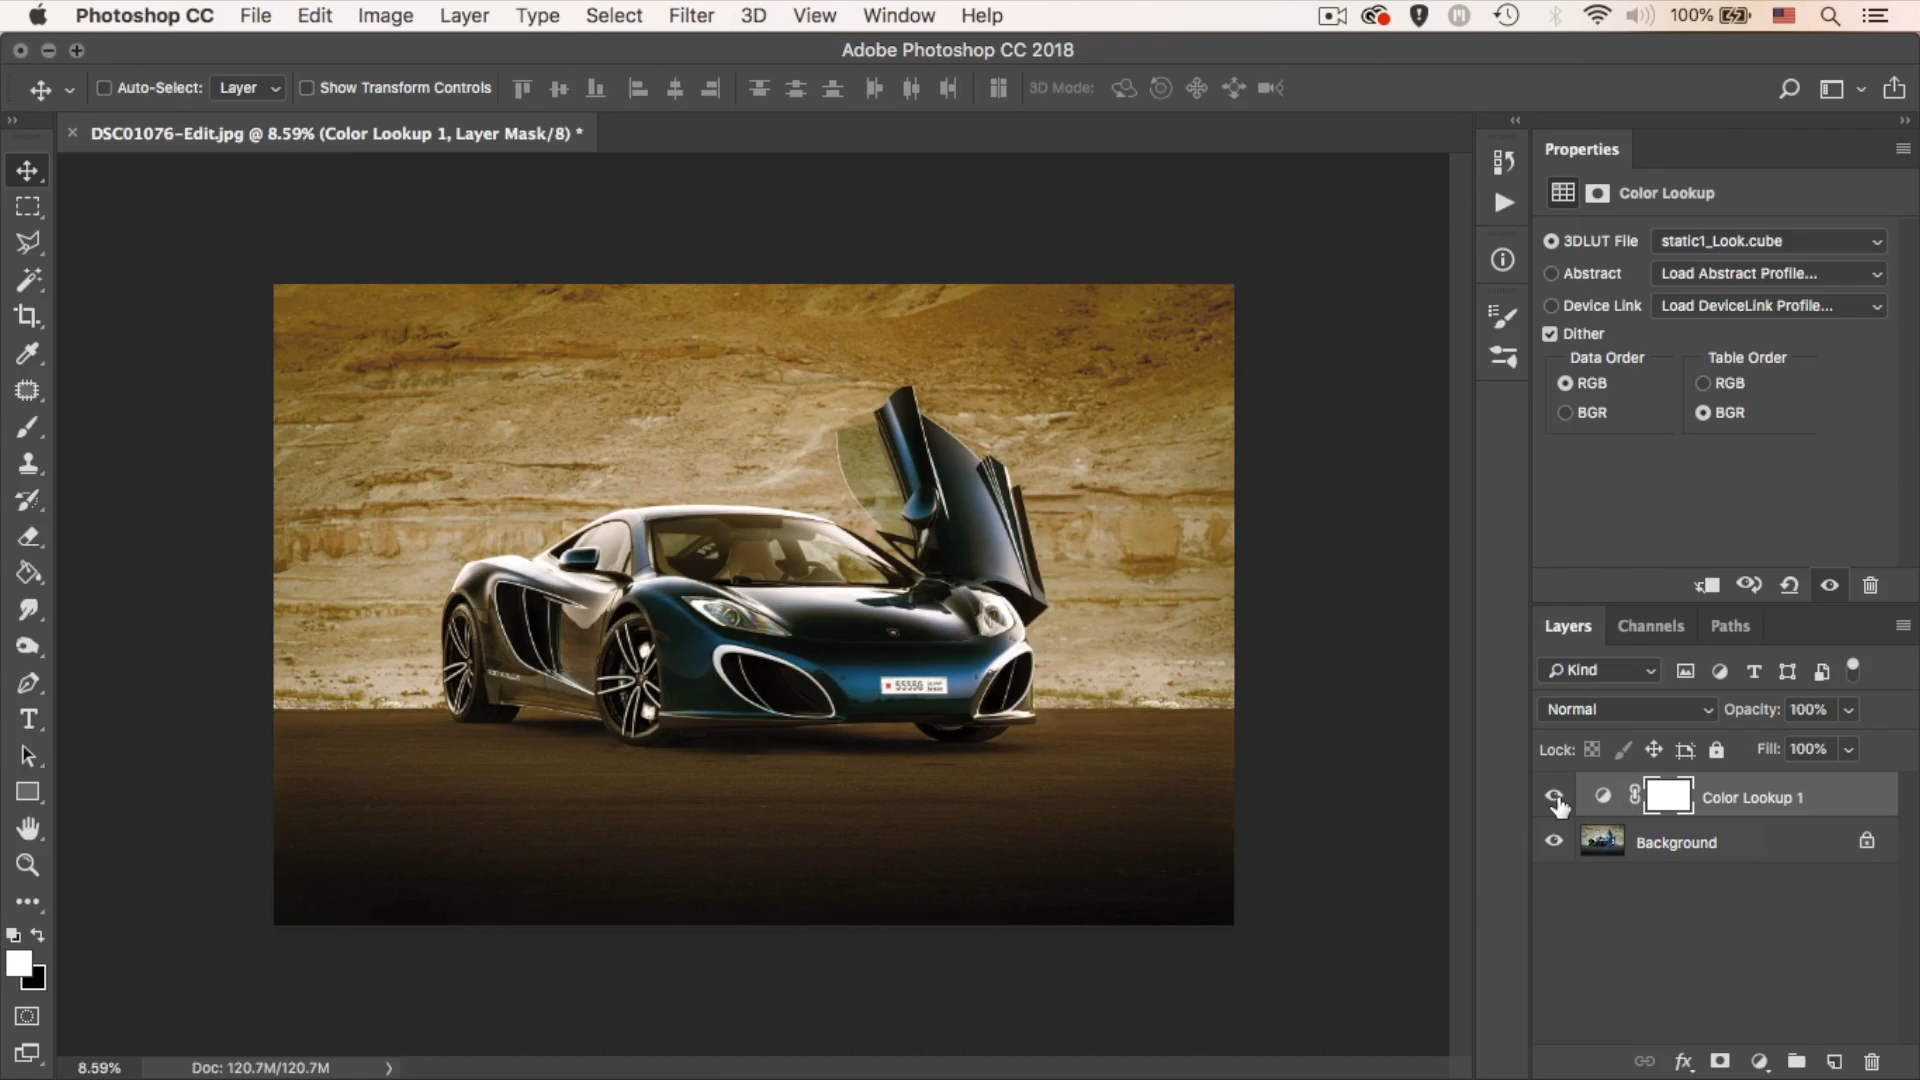 Photoshop CC File Edit Image Layer Type Select Filter 3D View Window Help 100%
Adobe Photoshop CC 2018
Auto-Select: Layer Show Transform Controls 3D Mode:
DSC01076-Edit.jpg @ 8.59% (Color Lookup 1, Layer Mask/8) *
Properties
Color Lookup
3DLUT File static1_Look.cube
Abstract Load Abstract Profile...
Device Link Load DeviceLink Profile...
Dither
Data Order Table Order
RGB RGB
BGR BGR
55550
Layers Channels Paths
Kind
Normal Opacity: 100%
Lock: Fill: 100%
Color Lookup 1
Background
8.59% Doc: 120.7M/120.7M